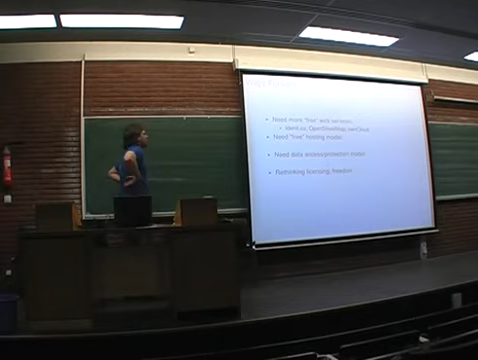 Need more "free" web services
Identi.ca, OpenStreetMap, ownCloud
Need "free" hosting model
Need data access/protection model
Rethinking licensing, freedom